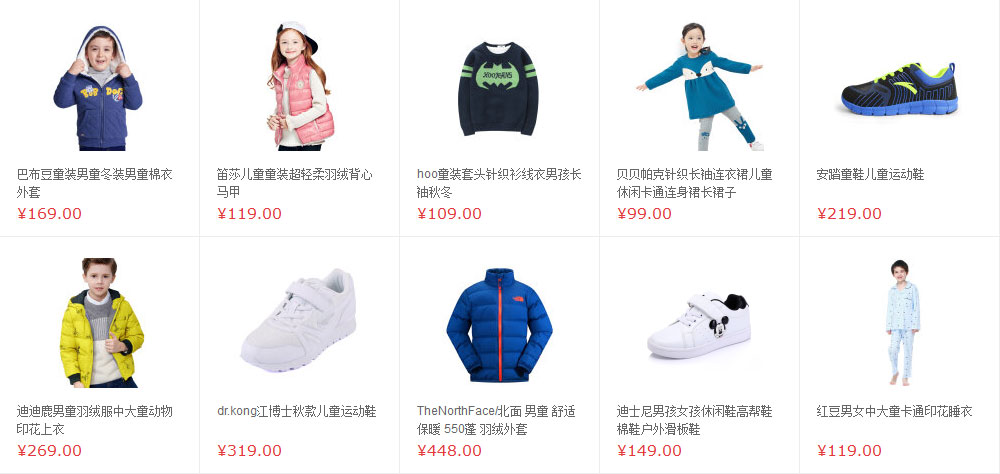 巴布豆童装男童冬装男童棉衣
外套
¥169.00
笛莎儿童童装超轻柔羽绒背心
马甲
¥119.00
hoo童装套头针织衫线衣男孩长
袖秋冬
¥109.00
贝贝帕克针织长袖连衣裙儿童
休闲卡通连身裙长裙子
¥99.00
安踏童鞋儿童运动鞋
¥219.00
迪迪鹿男童羽绒服中大童动物
印花上衣
¥269.00
dr.kong江博士秋款儿童运动鞋
¥319.00
TheNorthFace/北面 男童 舒适
保暖 550蓬 羽绒外套
¥448.00
迪士尼男孩女孩休闲鞋高帮鞋
棉鞋户外滑板鞋
¥149.00
红豆男女中大童卡通印花睡衣
¥119.00